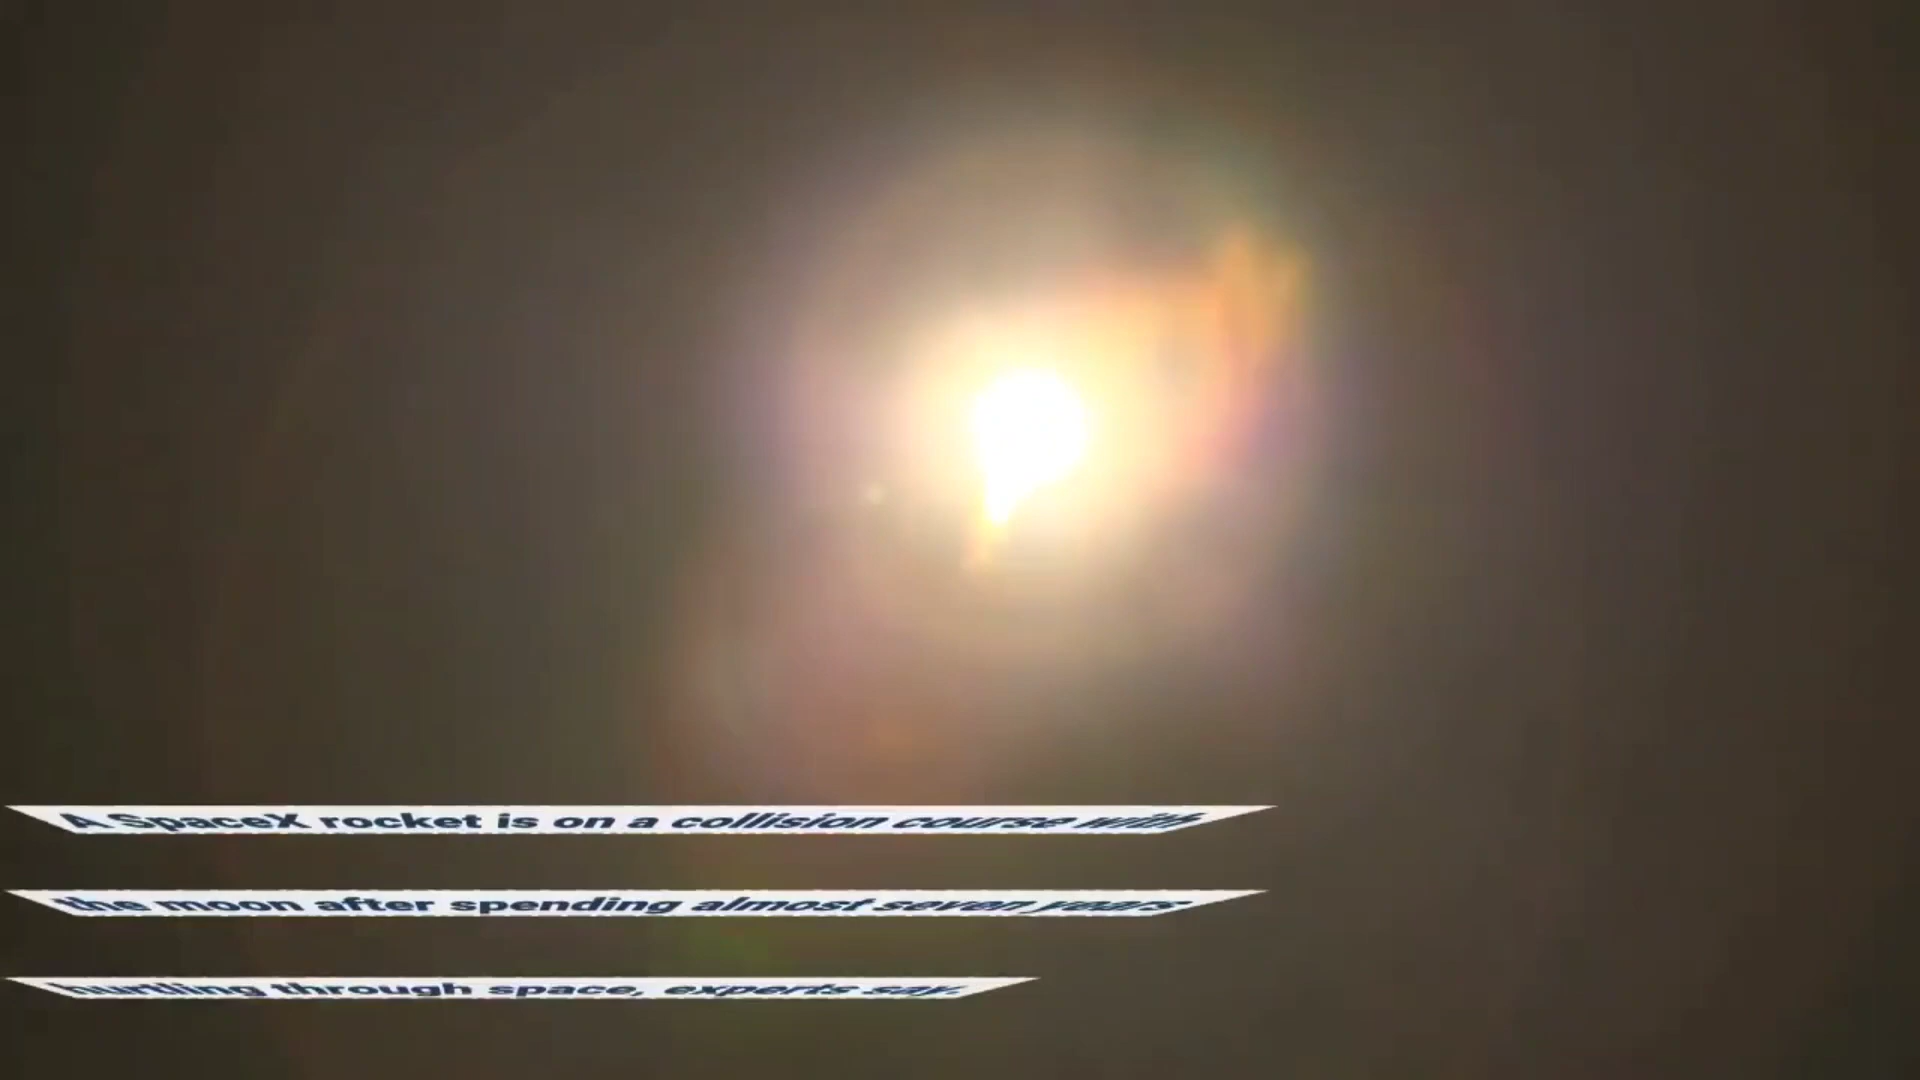 A SpaceX rocket is on a collision course with
the moon after spending almost seven years
hurtling through space, experts say.